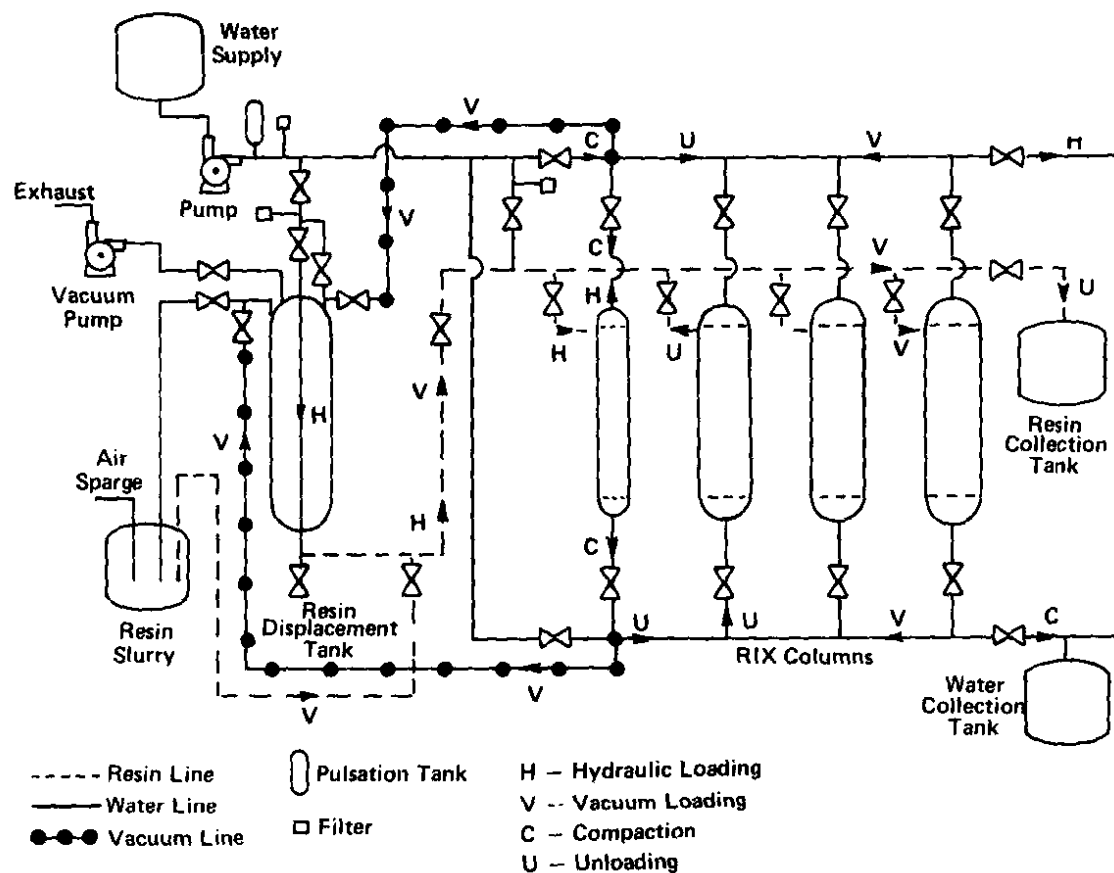 Water
Supply
V
C
U
V
H
Exhaust
Pump
V
C
V
Vacuum
Pump
H
U
H
U
V
V
H
Resin
Collection
Tank
V
Air
Sparge
H
C
Resin
Slurry
Resin
Displacement
Tank
U
U
V
C
RIX Columns
V
V
Water
Collection
Tank
---- Resin Line
Water Line
Vacuum Line
Pulsation Tank
Filter
H – Hydraulic Loading
V -- Vacuum Loading
C – Compaction
U – Unloading